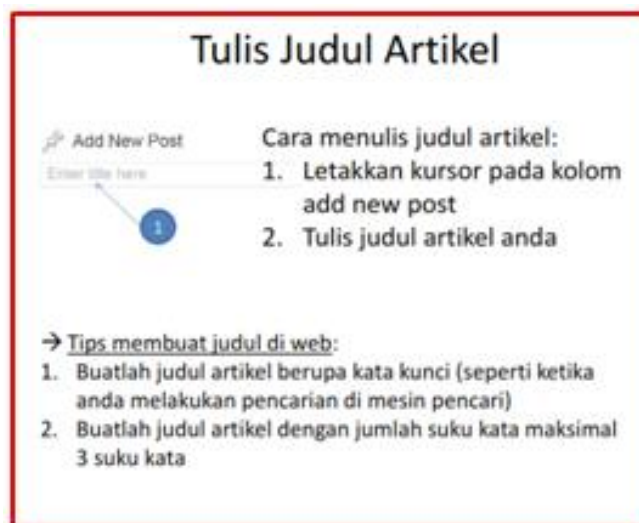 Tulis Judul Artikel
Add New Post
Enter title here
1
Cara menulis judul artikel:
1. Letakkan kursor pada kolom
add new post
2. Tulis judul artikel anda
→ Tips membuat judul di web:
1. Buatlah judul artikel berupa kata kunci (seperti ketika
anda melakukan pencarian di mesin pencari)
2. Buatlah judul artikel dengan jumlah suku kata maksimal
3 suku kata